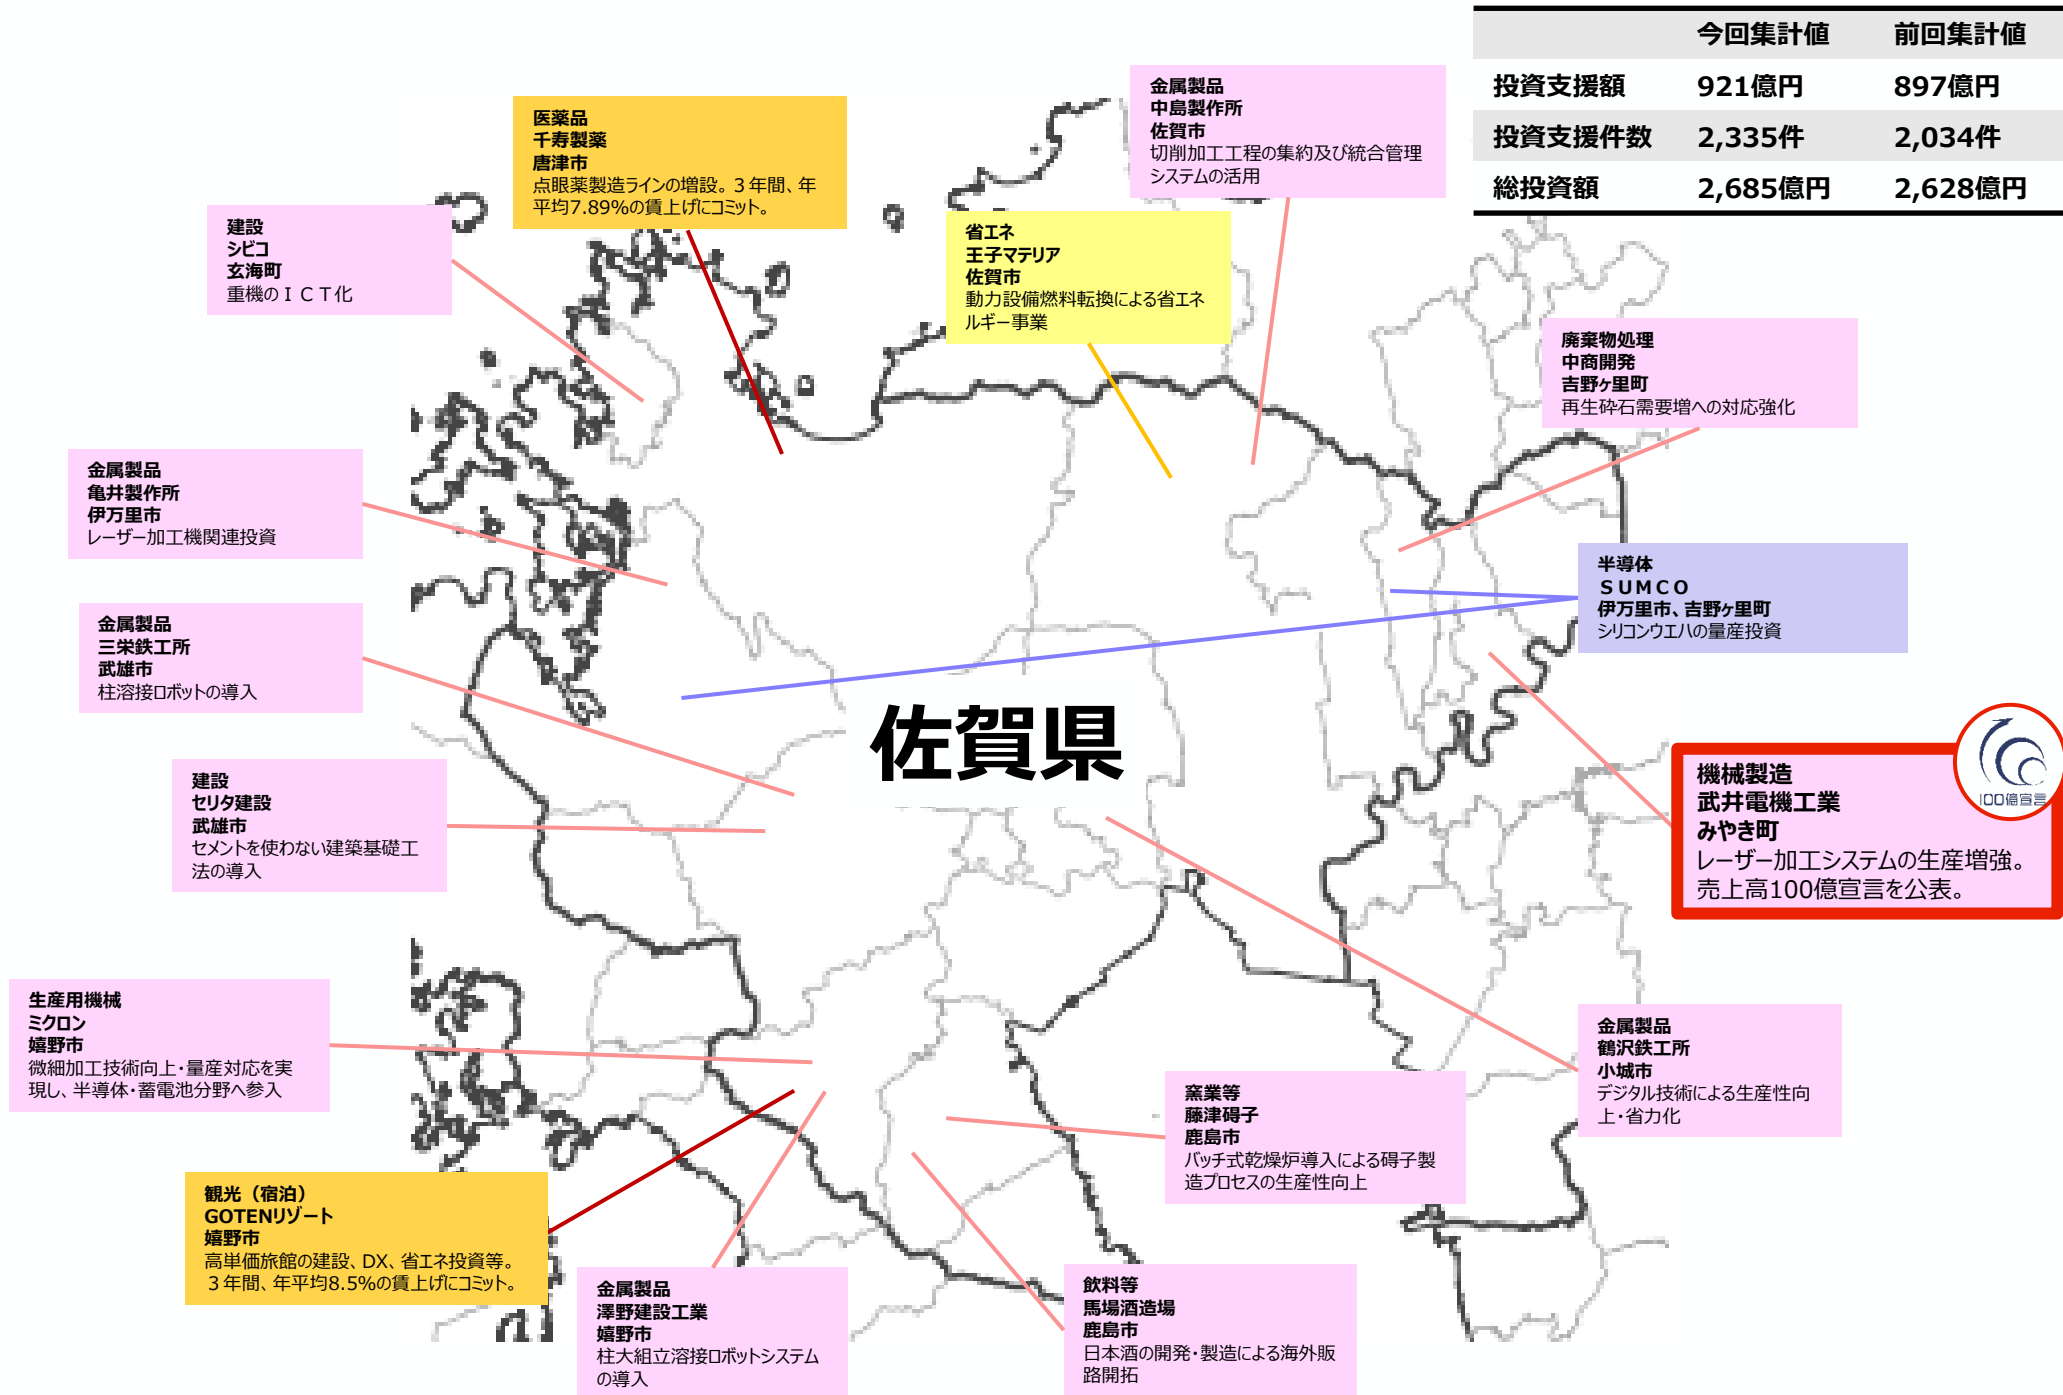 今回集計値 前回集計値
投資支援額 921億円 897億円
投資支援件数 2,335件 2,034件
総投資額 2,685億円 2,628億円
金属製品
中島製作所
佐賀市
切削加工工程の集約及び統合管理
システムの活用
医薬品
千寿製薬
唐津市
点眼薬製造ラインの増設。3年間、年
平均7.89%の賃上げにコミット。
建設
シビコ
玄海町
重機のICT化
省エネ
王子マテリア
佐賀市
動力設備燃料転換による省エネ
ルギー事業
廃棄物処理
中商開発
吉野ヶ里町
再生砕石需要増への対応強化
金属製品
亀井製作所
伊万里市
レーザー加工機関連投資
半導体
SUMCO
伊万里市、吉野ヶ里町
シリコンウエハの量産投資
金属製品
三栄鉄工所
武雄市
柱溶接ロボットの導入
佐賀県
機械製造
武井電機工業
みやき町
レーザー加工システムの生産増強。
売上高100億宣言を公表。
100億宣言
建設
セリタ建設
武雄市
セメントを使わない建築基礎工
法の導入
生産用機械
ミクロン
嬉野市
微細加工技術向上・量産対応を実
現し、半導体・蓄電池分野へ参入
金属製品
鶴沢鉄工所
小城市
デジタル技術による生産性向
上・省力化
窯業等
藤津碍子
鹿島市
バッチ式乾燥炉導入による碍子製
造プロセスの生産性向上
観光（宿泊）
GOTENリゾート
嬉野市
高単価旅館の建設、DX、省エネ投資等。
3年間、年平均8.5%の賃上げにコミット。
金属製品
澤野建設工業
嬉野市
柱大組立溶接ロボットシステム
の導入
飲料等
馬場酒造場
鹿島市
日本酒の開発・製造による海外販
路開拓